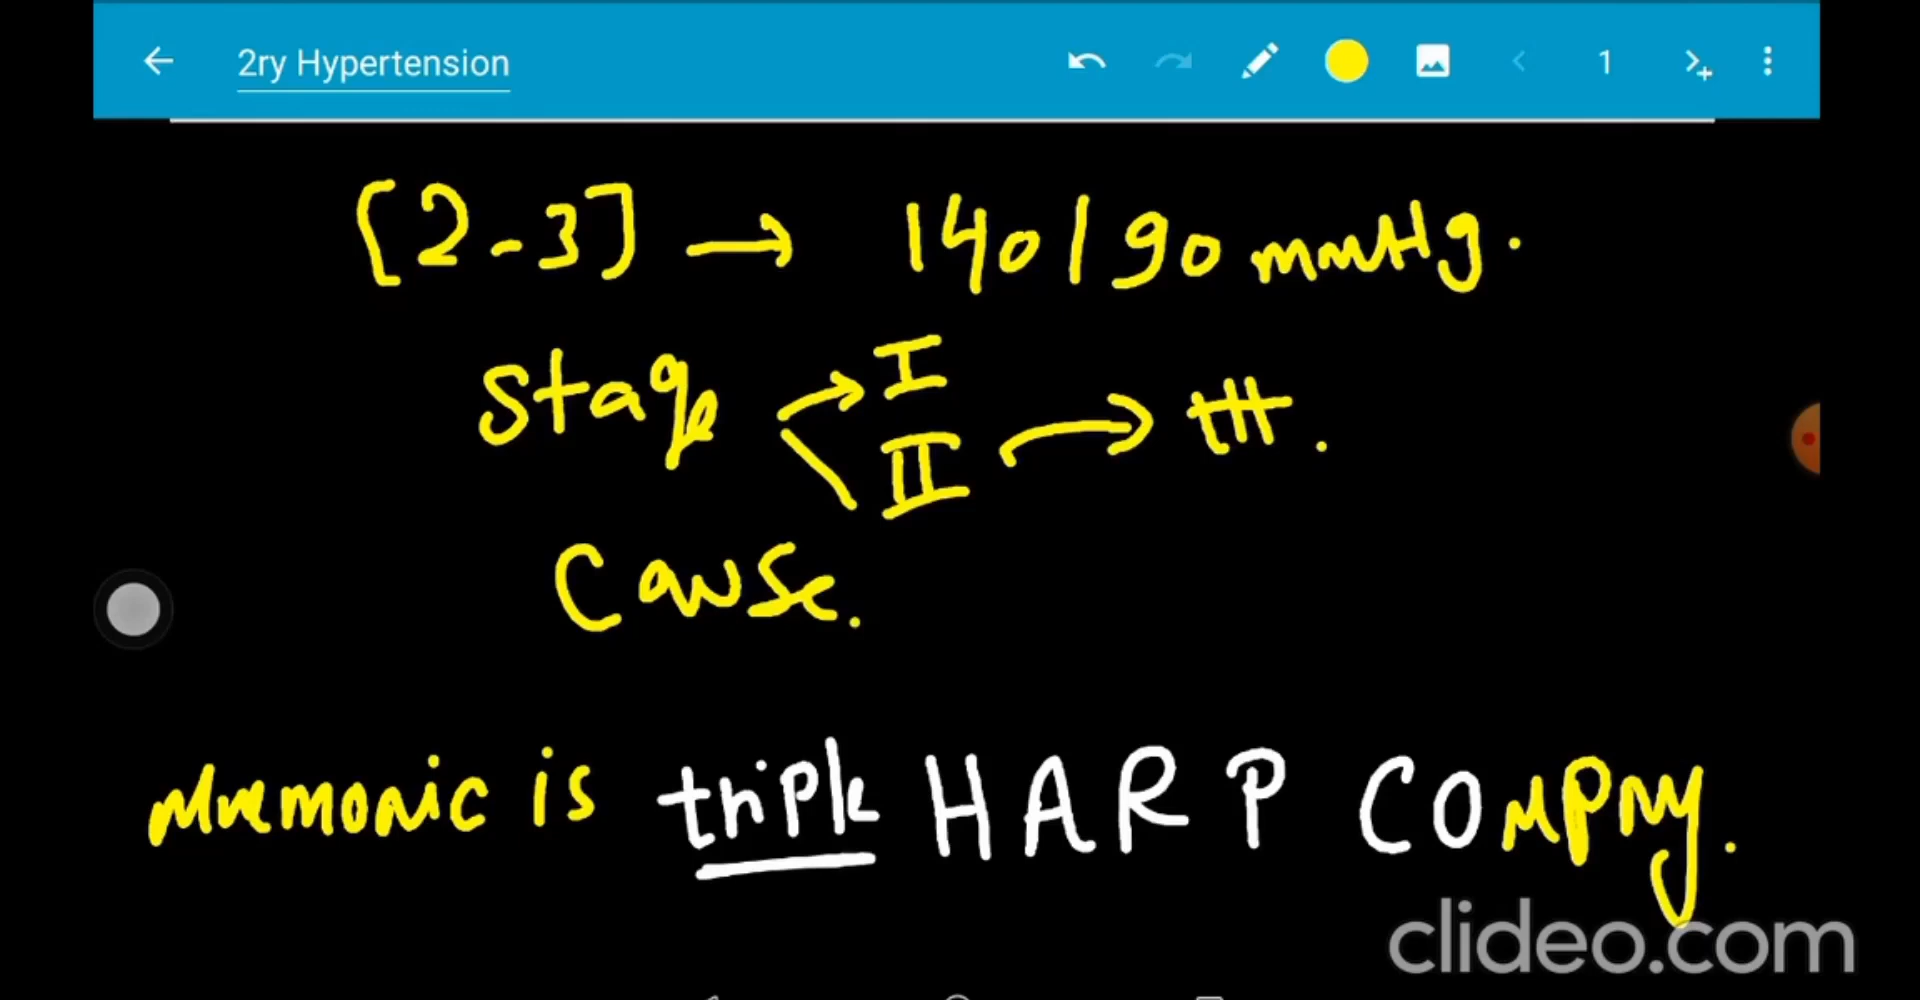 2ry Hypertension
1
[2-3] → 140/90 mmHg.
Stage → I
II → ttt.
Cause.
Mnemonic is triple HARP COMPNY.
clideo.com